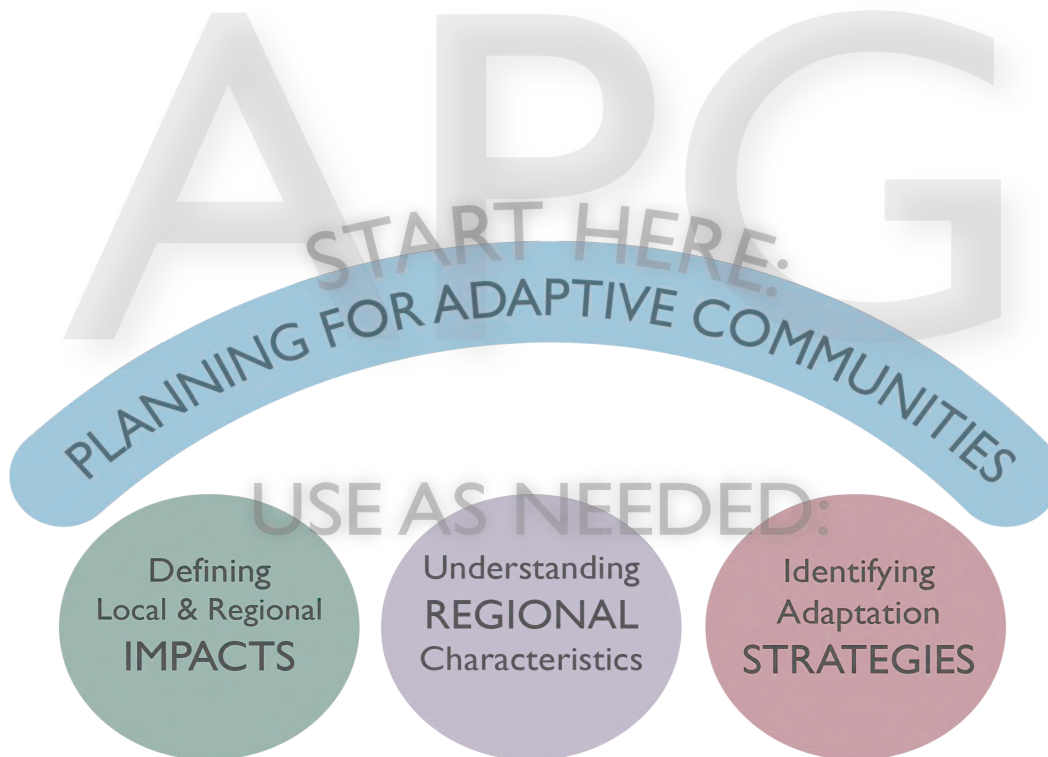 APG
START HERE:
PLANNING FOR ADAPTIVE COMMUNITIES
USE AS NEEDED:
Defining
Local & Regional
IMPACTS
Understanding
REGIONAL
Characteristics
Identifying
Adaptation
STRATEGIES